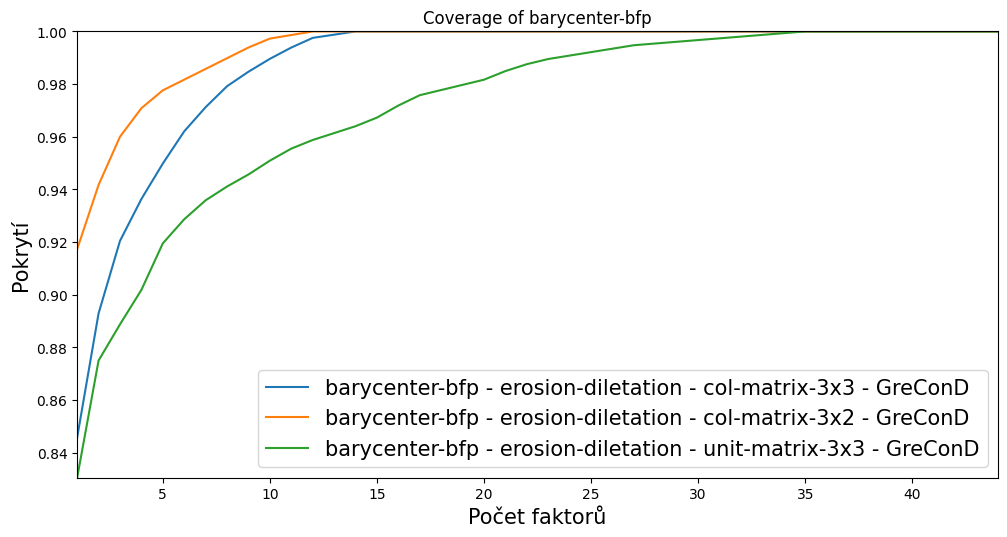 Coverage of barycenter-bfp
1.00
0.98
0.96
0.94
0.92
0.90
0.88
0.86
0.84
Pokrytí
barycenter-bfp - erosion-diletation - col-matrix-3x3 - GreConD
barycenter-bfp - erosion-diletation - col-matrix-3x2 - GreConD
barycenter-bfp - erosion-diletation - unit-matrix-3x3 - GreConD
5 10 15 20 25 30 35 40
Počet faktorů